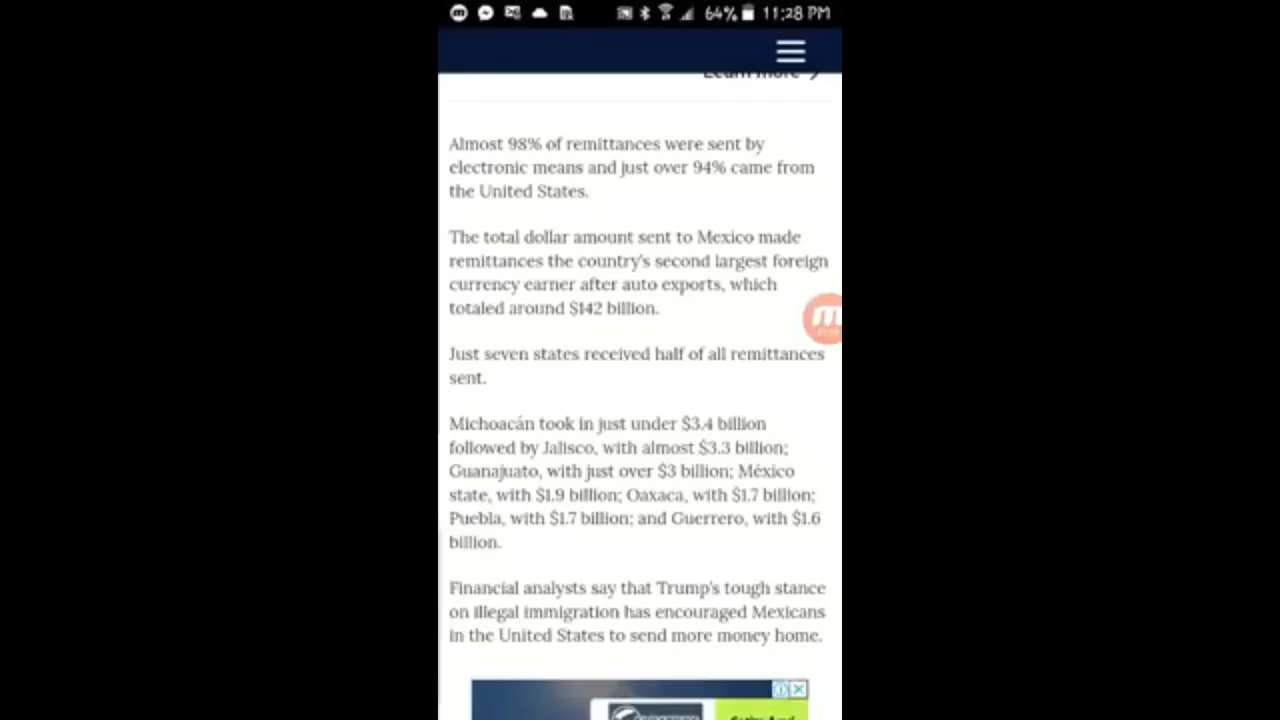 64% 11:28 PM
Learn more
Almost 98% of remittances were sent by
electronic means and just over 94% came from
the United States.
The total dollar amount sent to Mexico made
remittances the country's second largest foreign
currency earner after auto exports, which
totaled around $142 billion.
Just seven states received half of all remittances
sent.
Michoacán took in just under $3.4 billion
followed by Jalisco, with almost $3.3 billion;
Guanajuato, with just over $3 billion; México
state, with $1.9 billion; Oaxaca, with $1.7 billion;
Puebla, with $1.7 billion; and Guerrero, with $1.6
billion.
Financial analysts say that Trump's tough stance
on illegal immigration has encouraged Mexicans
in the United States to send more money home.